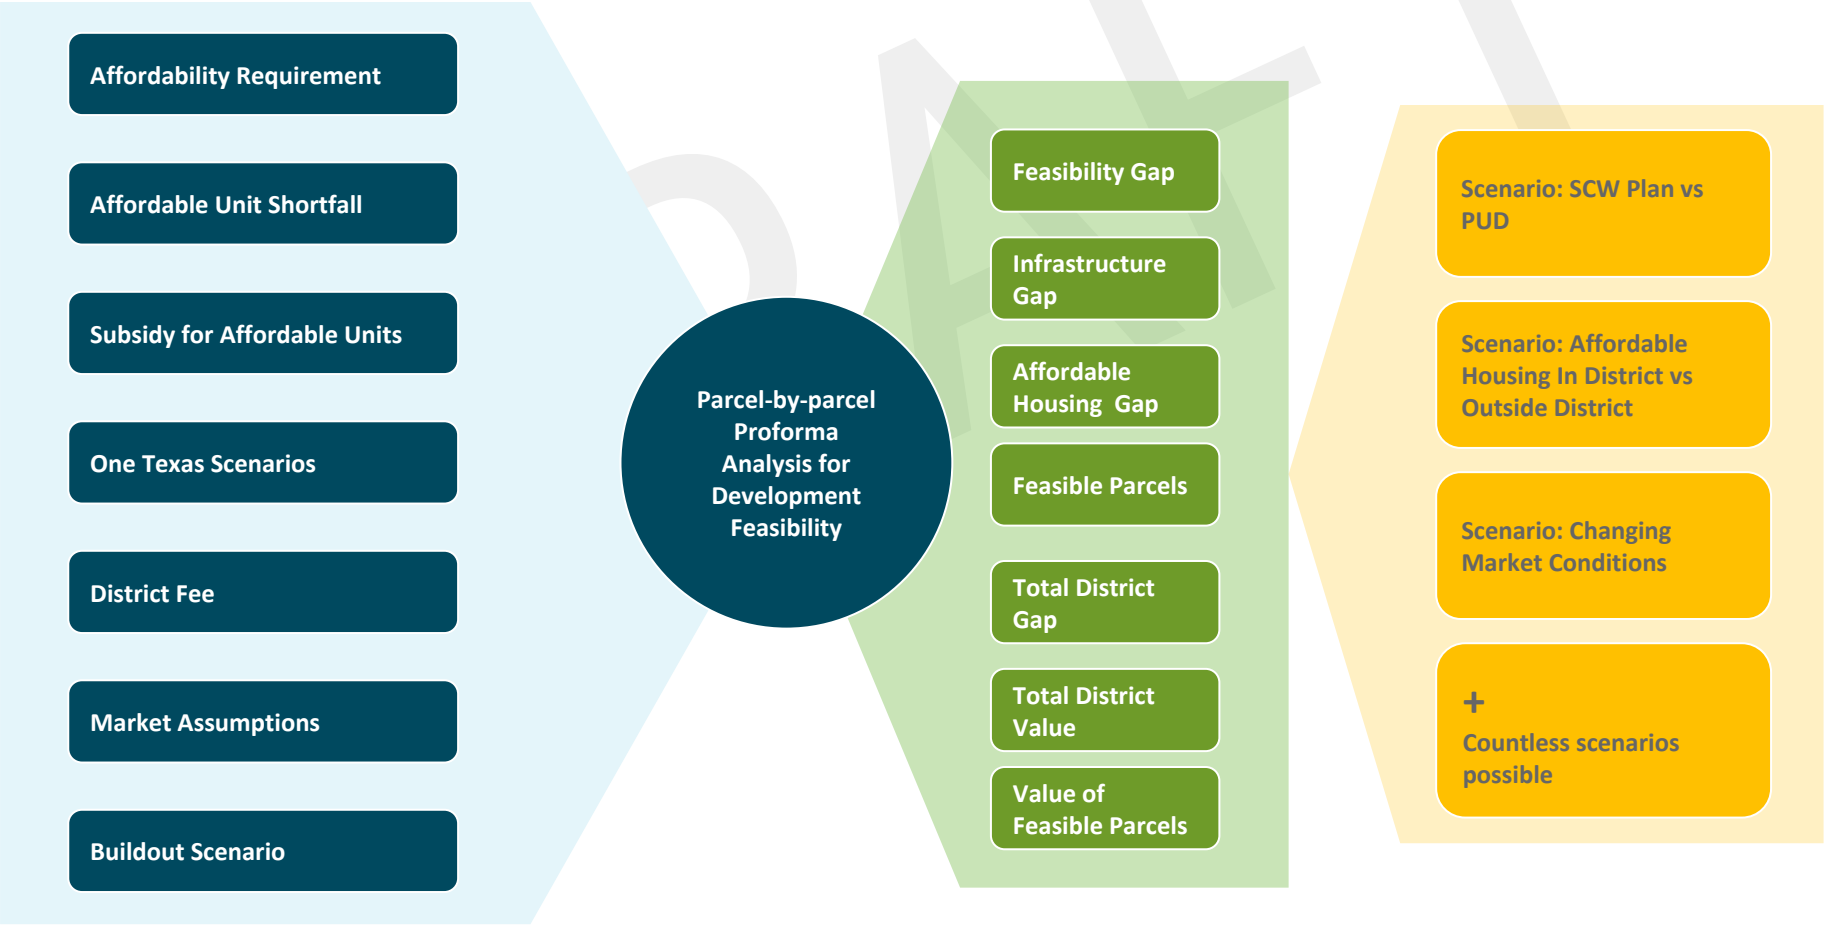 Affordability Requirement
Affordable Unit Shortfall
Subsidy for Affordable Units
One Texas Scenarios
District Fee
Market Assumptions
Buildout Scenario
Parcel-by-parcel
Proforma
Analysis for
Development
Feasibility
Feasibility Gap
Infrastructure
Gap
Affordable
Housing Gap
Feasible Parcels
Total District
Gap
Total District
Value
Value of
Feasible Parcels
Scenario: SCW Plan vs
PUD
Scenario: Affordable
Housing In District vs
Outside District
Scenario: Changing
Market Conditions
+
Countless scenarios
possible
DRAFT